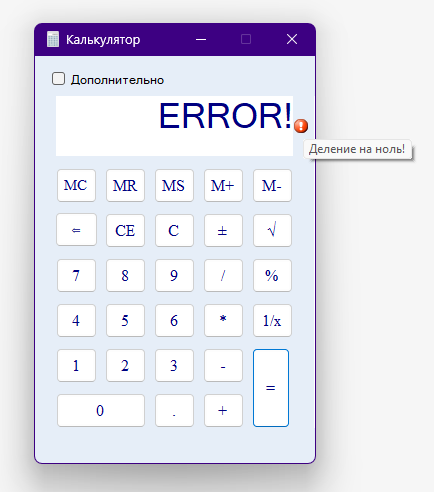 Калькулятор
Дополнительно
ERROR!
Деление на ноль!
MC MR MS M+ M-
⇐ CE C ± √
7 8 9 / %
4 5 6 * 1/x
1 2 3 - =
0 . +